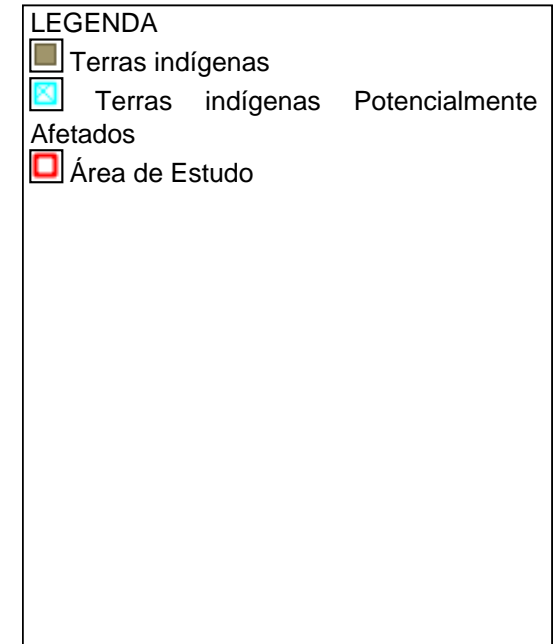 LEGENDA
Terras indígenas
Terras indígenas Potencialmente
Afetados
Área de Estudo